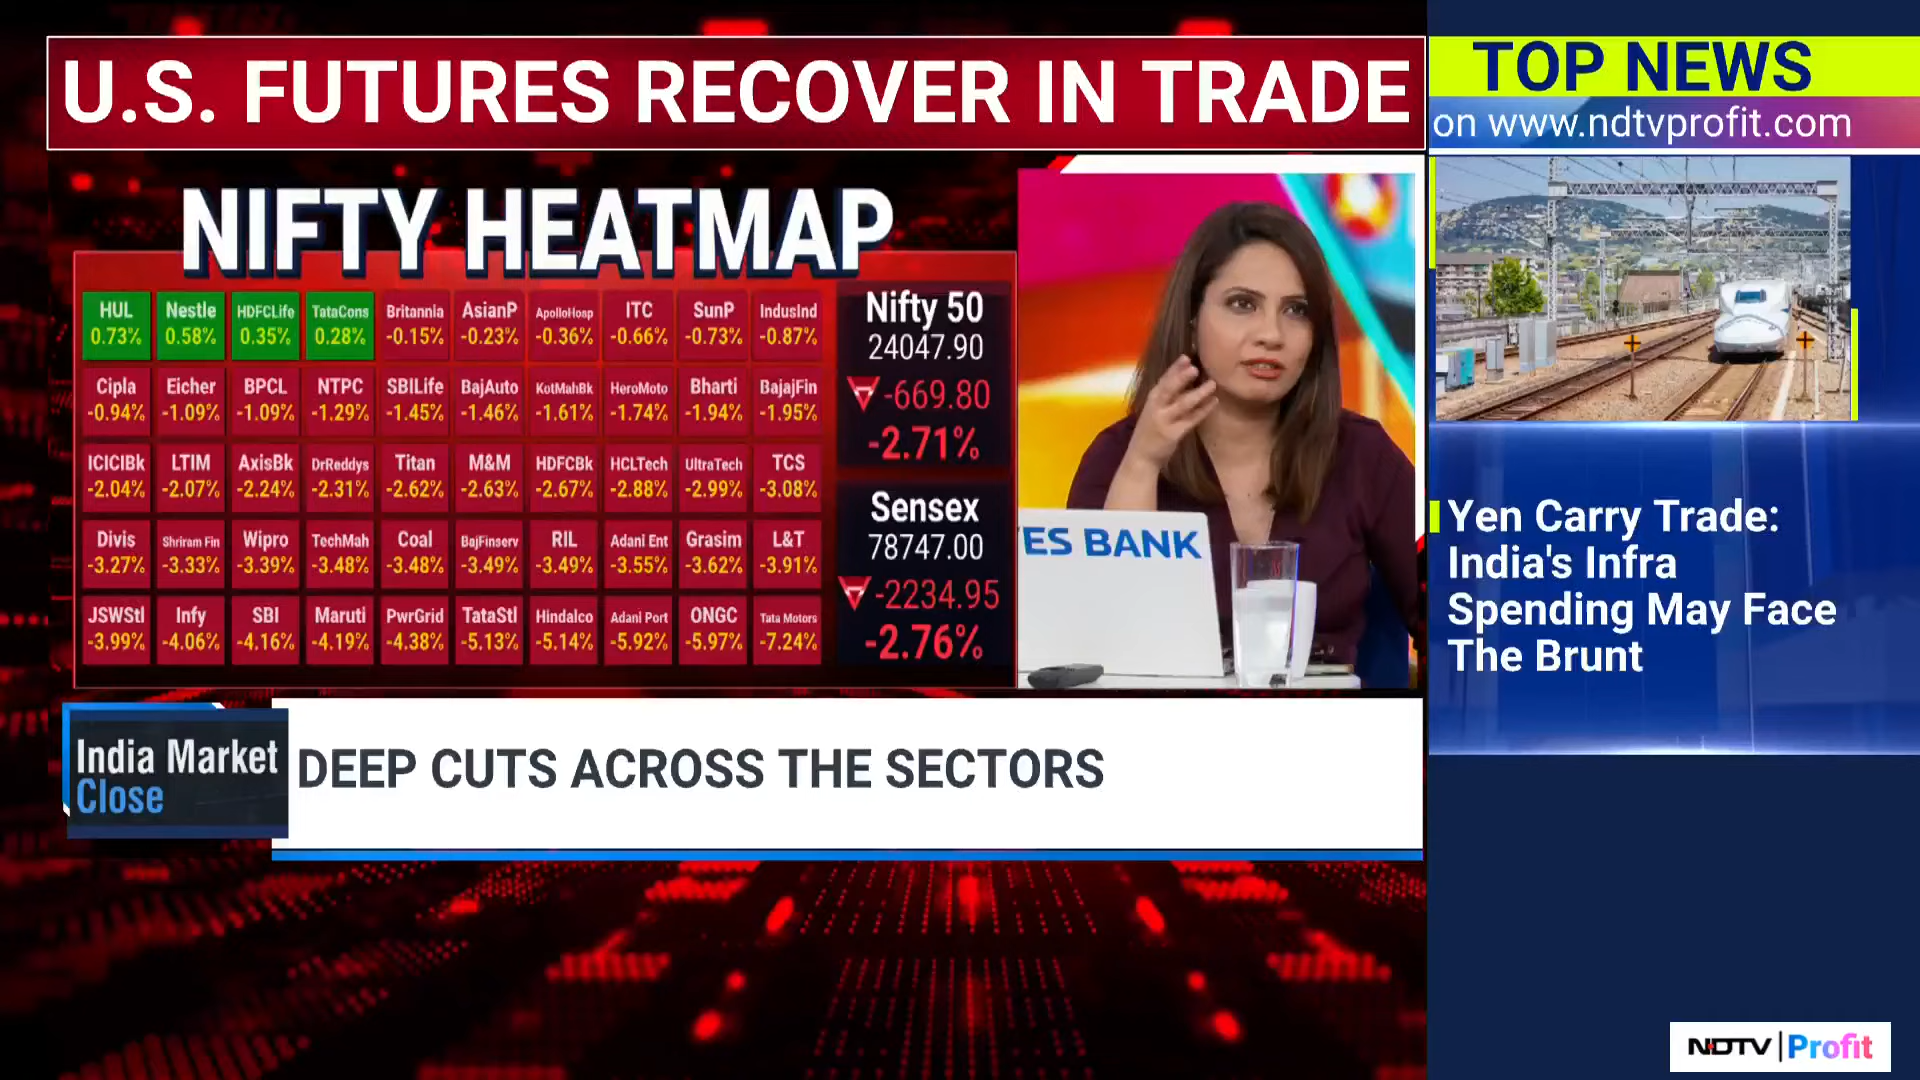 U.S. FUTURES RECOVER IN TRADE
TOP NEWS
on www.ndtvprofit.com
NIFTY HEATMAP
HUL Nestle HDFCLife TataCons Britannia AsianP ApolloHosp ITC SunP IndusInd
0.73% 0.58% 0.35% 0.28% -0.15% -0.23% -0.36% -0.66% -0.73% -0.87%
Cipla Eicher BPCL NTPC SBILife BajAuto KotMahBk HeroMoto Bharti BajajFin
-0.94% -1.09% -1.09% -1.29% -1.45% -1.46% -1.61% -1.74% -1.94% -1.95%
ICICIBk LTIM AxisBk DrReddys Titan M&M HDFCBk HCLTech UltraTech TCS
-2.04% -2.07% -2.24% -2.31% -2.62% -2.63% -2.67% -2.88% -2.99% -3.08%
Divis Shriram Fin Wipro TechMah Coal BajFinserv RIL Adani Ent Grasim L&T
-3.27% -3.33% -3.39% -3.48% -3.48% -3.49% -3.49% -3.55% -3.62% -3.91%
JSWStl Infy SBI Maruti PwrGrid TataStl Hindalco Adani Port ONGC Tata Motors
-3.99% -4.06% -4.16% -4.19% -4.38% -5.13% -5.14% -5.92% -5.97% -7.24%
Nifty 50
24047.90
-669.80
-2.71%
Sensex
78747.00
-2234.95
-2.76%
ES BANK
Yen Carry Trade:
India's Infra
Spending May Face
The Brunt
India Market
Close
DEEP CUTS ACROSS THE SECTORS
NDTV Profit